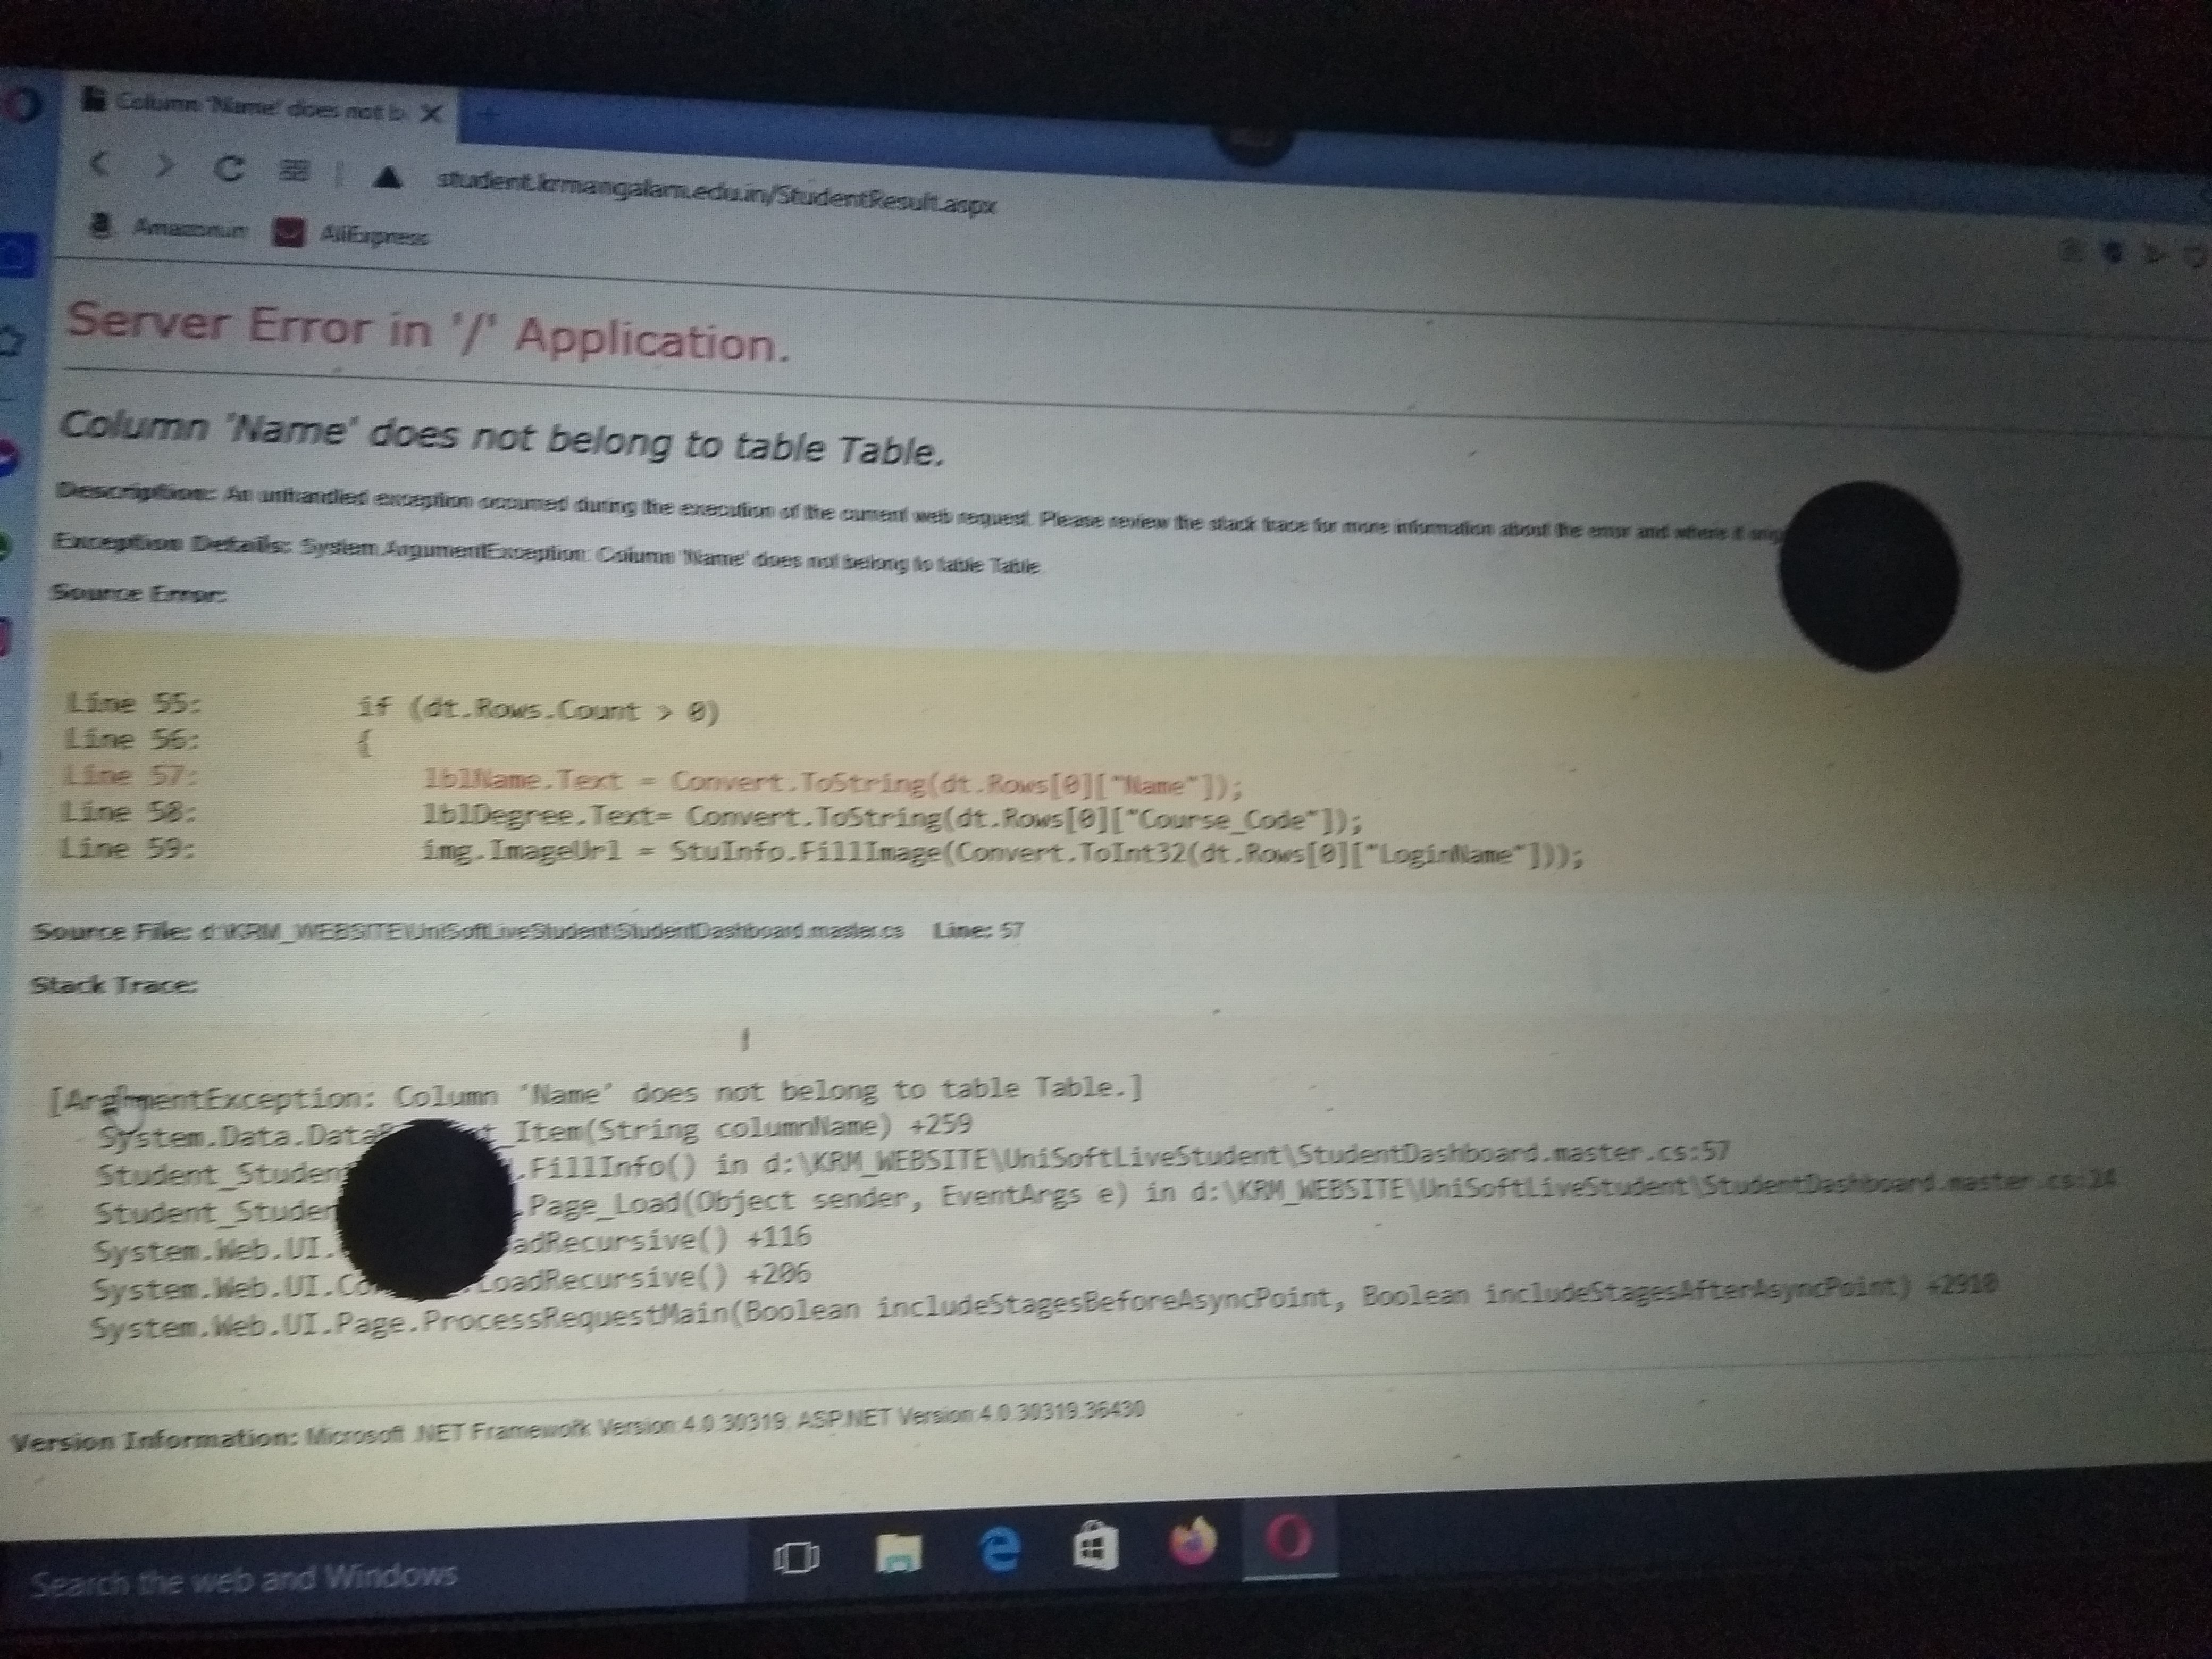 Column 'Name' does not b
student.krmangalam.edu.in/StudentResult.aspx
AliExpress
Server Error in '/' Application.
Column 'Name' does not belong to table Table.
Description: An unhandled exception occurred during the execution of the current web request. Please review the stack trace for more information about the error and where it orig
Exception Details: System.ArgumentException: Column 'Name' does not belong to table Table.
Source Error:
Line 55: if (dt.Rows.Count > 0)
Line 56: {
Line 57: lblName.Text = Convert.ToString(dt.Rows[0]["Name"]);
Line 58: lblDegree.Text= Convert.ToString(dt.Rows[0]["Course_Code"]);
Line 59: img.ImageUrl = StuInfo.FillImage(Convert.ToInt32(dt.Rows[0]["LoginName"]));
Source File: d:\KRM_WEBSITE\UniSoftLiveStudent\StudentDashboard.master.cs Line: 57
Stack Trace:
[ArgumentException: Column 'Name' does not belong to table Table.]
System.Data.Data t_Item(String columnName) +259
Student_Student .FillInfo() in d:\KRM_WEBSITE\UniSoftLiveStudent\StudentDashboard.master.cs:57
Student_Studen .Page_Load(Object sender, EventArgs e) in d:\KRM_WEBSITE\UniSoftLiveStudent\StudentDashboard.master.cs:24
System.Web.UI. adRecursive() +116
System.Web.UI.Co LoadRecursive() +206
System.Web.UI.Page.ProcessRequestMain(Boolean includeStagesBeforeAsyncPoint, Boolean includeStagesAfterAsyncPoint) +2910
Version Information: Microsoft .NET Framework Version:4.0.30319; ASP.NET Version:4.0.30319.36430
Search the web and Windows